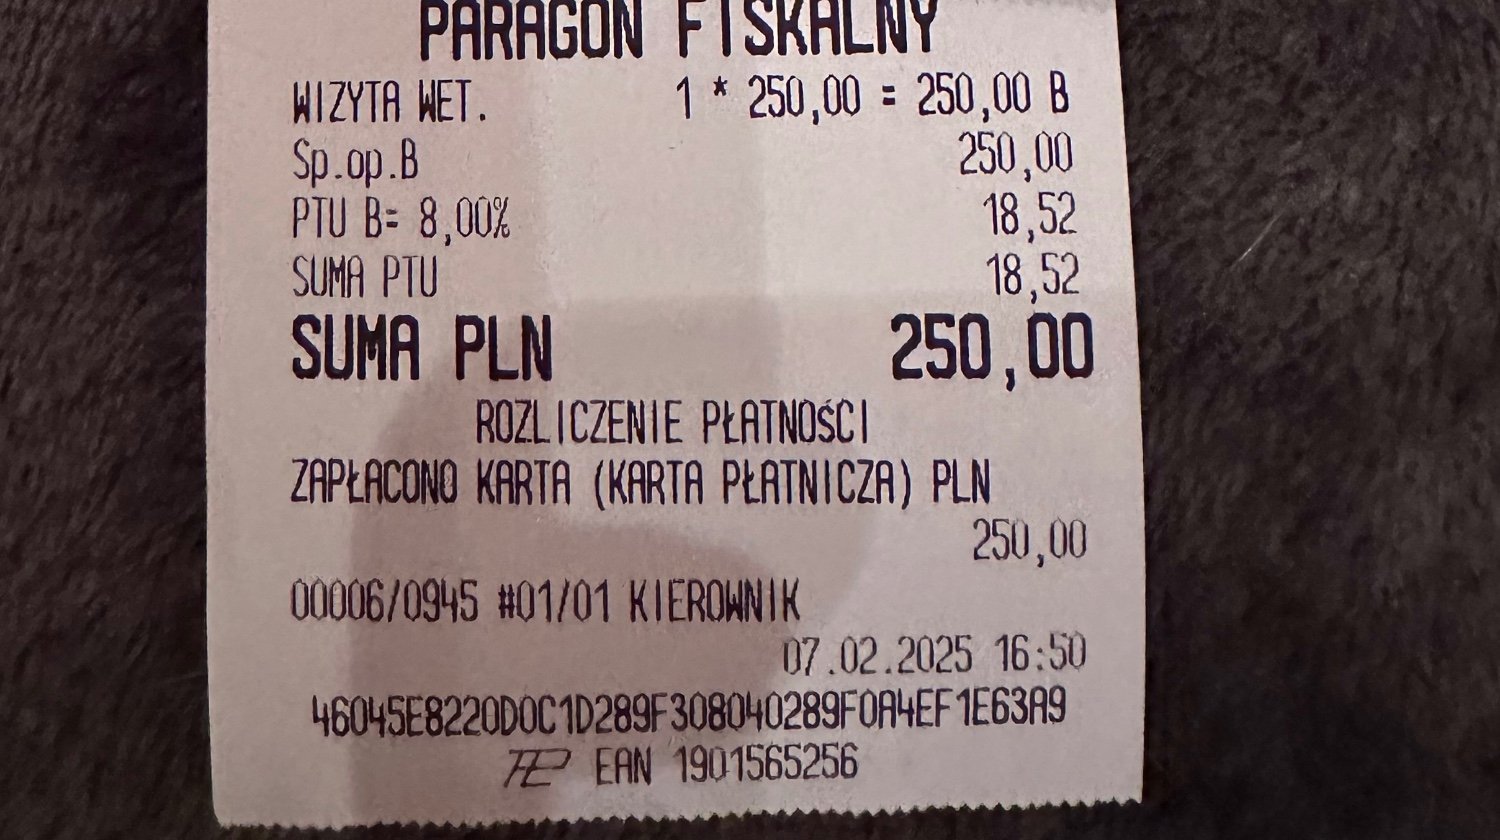 PARAGON FISKALNY
WIZYTA WET. 1 * 250,00 = 250,00 B
Sp.op.B 250,00
PTU B= 8,00% 18,52
SUMA PTU 18,52
SUMA PLN 250,00
ROZLICZENIE PŁATNOŚCI
ZAPŁACONO KARTA (KARTA PŁATNICZA) PLN
250,00
00006/0945 #01/01 KIEROWNIK
07.02.2025 16:50
46045E8220D0C1D289F308040289F0A4EF1E63A9
EAN 1901565256